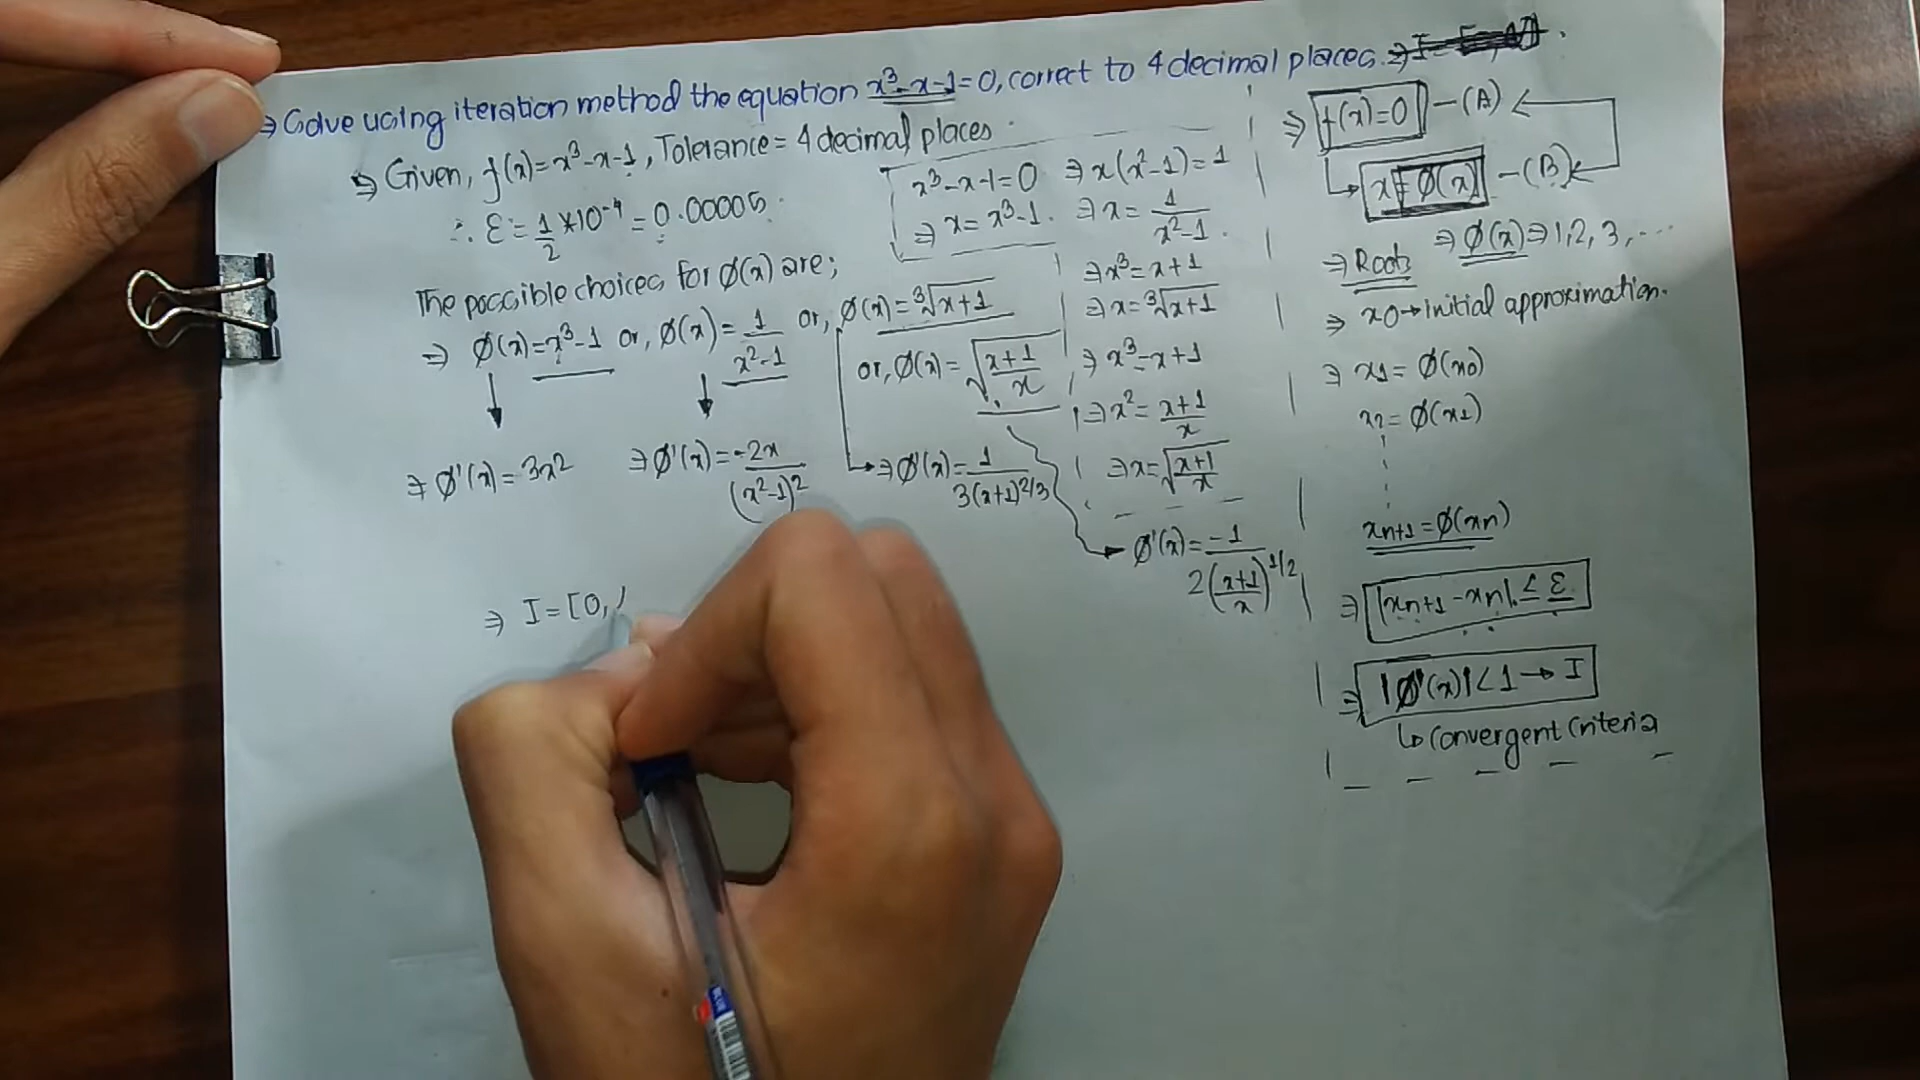 ⇒ Solve using iteration method the equation x³-x-1=0, correct to 4 decimal places.
⇒ Given, f(x)=x³-x-1, Tolerance = 4 decimal places
∴ ε = 1/2 *10⁻⁴ = 0.00005
The possible choices for ø(x) are;
⇒ ø(x)=x³-1 or, ø(x)= 1/(x²-1) or, ø(x)=³√(x+1)
or, ø(x)= √((x+1)/x)
⇒ ø'(x)=3x²
⇒ ø'(x)= -2x/(x²-1)²
⇒ ø'(x)= 1/(3(x+1)^2/3)
ø'(x)= -1/(2((x+1)/x)^1/2)
⇒ I=[0,
x³-x-1=0 ⇒ x(x²-1)=1
⇒ x=x³-1. ⇒ x= 1/(x²-1).
⇒ x³=x+1
⇒ x=³√(x+1)
⇒ x³=x+1
⇒ x²= (x+1)/x
⇒ x=√((x+1)/x)
⇒ f(x)=0 -(A)
x=ø(x) -(B)
⇒ ø(x)⇒1,2,3,...
⇒ Roots
⇒ x0→initial approximation.
⇒ x1= ø(x0)
x2= ø(x1)
xn+1=ø(xn)
⇒ |xn+1-xn|≤ε
⇒ |ø'(x)|<1→I
↳ convergent criteria
BLUE